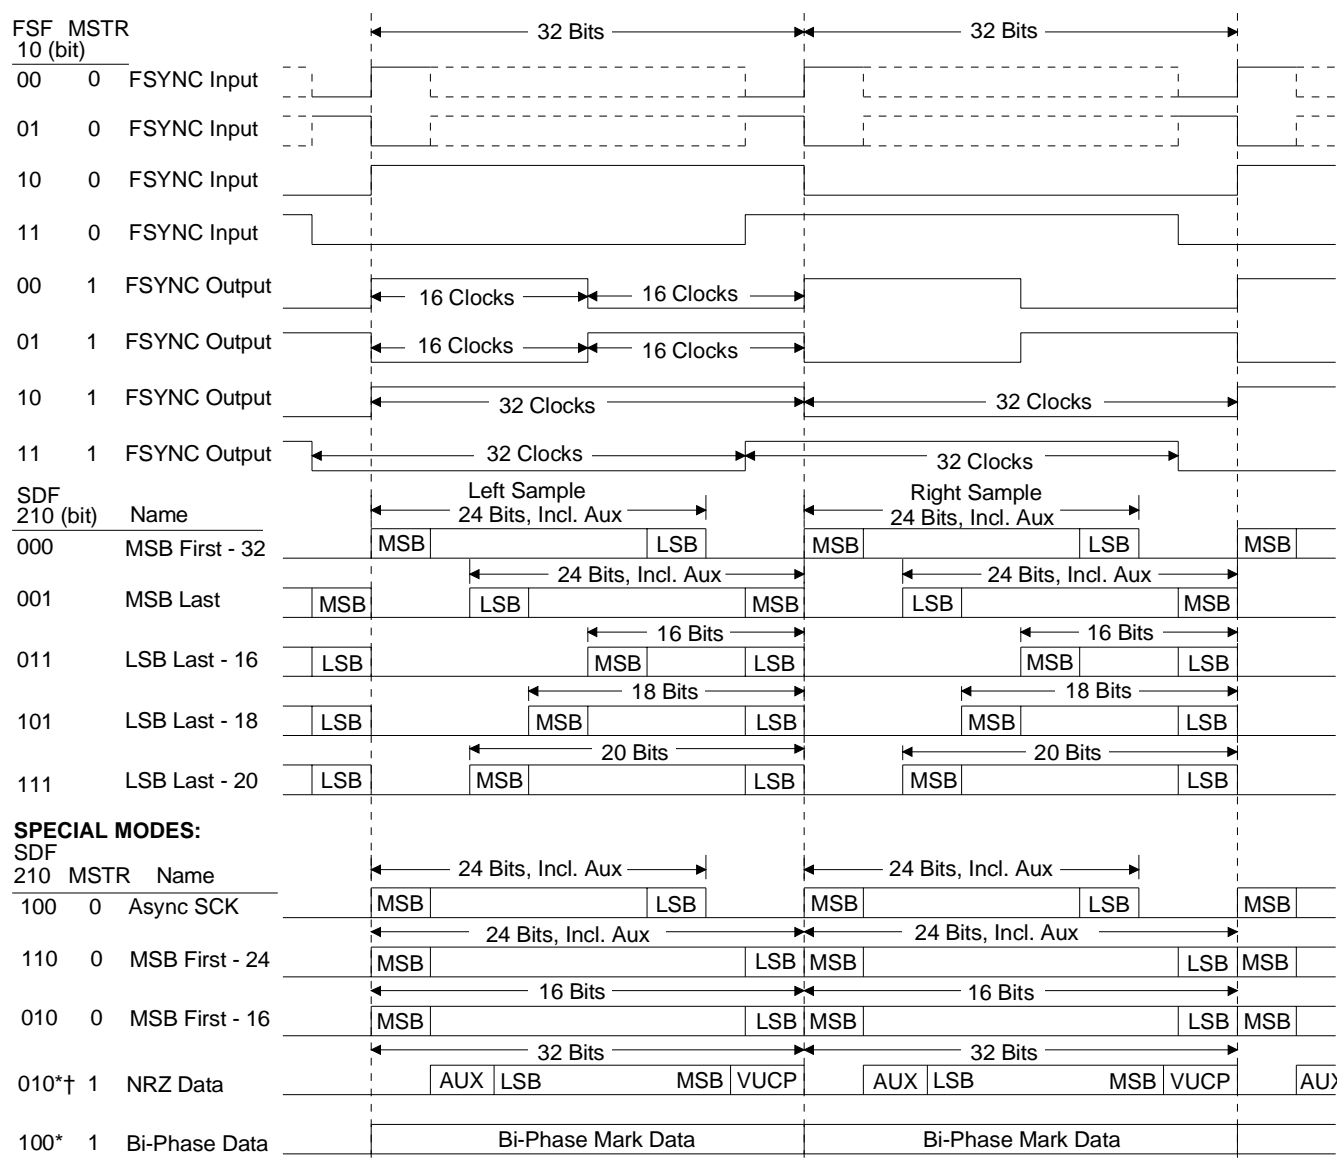 FSF MSTR
10 (bit)
32 Bits 32 Bits
00 0 FSYNC Input
01 0 FSYNC Input
10 0 FSYNC Input
11 0 FSYNC Input
00 1 FSYNC Output 16 Clocks 16 Clocks
01 1 FSYNC Output 16 Clocks 16 Clocks
10 1 FSYNC Output 32 Clocks 32 Clocks
11 1 FSYNC Output 32 Clocks 32 Clocks
SDF
210 (bit) Name
Left Sample Right Sample
24 Bits, Incl. Aux 24 Bits, Incl. Aux
000 MSB First - 32 MSB LSB MSB LSB MSB
24 Bits, Incl. Aux 24 Bits, Incl. Aux
001 MSB Last MSB LSB MSB LSB MSB
16 Bits 16 Bits
011 LSB Last - 16 LSB MSB LSB MSB LSB
18 Bits 18 Bits
101 LSB Last - 18 LSB MSB LSB MSB LSB
20 Bits 20 Bits
111 LSB Last - 20 LSB MSB LSB MSB LSB
SPECIAL MODES:
SDF
210 MSTR Name
24 Bits, Incl. Aux 24 Bits, Incl. Aux
100 0 Async SCK MSB LSB MSB LSB MSB
24 Bits, Incl. Aux 24 Bits, Incl. Aux
110 0 MSB First - 24 MSB LSB MSB LSB MSB
16 Bits 16 Bits
010 0 MSB First - 16 MSB LSB MSB LSB MSB
32 Bits 32 Bits
010*† 1 NRZ Data AUX LSB MSB VUCP AUX LSB MSB VUCP AUX
100* 1 Bi-Phase Data Bi-Phase Mark Data Bi-Phase Mark Data